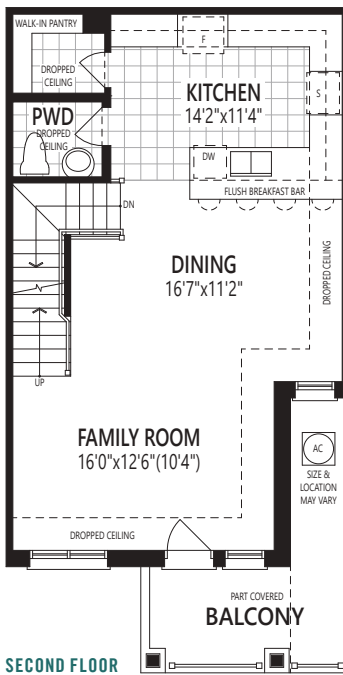 WALK-IN PANTRY
F
DROPPED
CEILING
KITCHEN
14'2"x11'4"
S
PWD
DROPPED
CEILING
DW
FLUSH BREAKFAST BAR
DN
DINING
16'7"x11'2"
DROPPED CEILING
UP
FAMILY ROOM
16'0"x12'6"(10'4")
AC
SIZE &
LOCATION
MAY VARY
DROPPED CEILING
PART COVERED
BALCONY
SECOND FLOOR